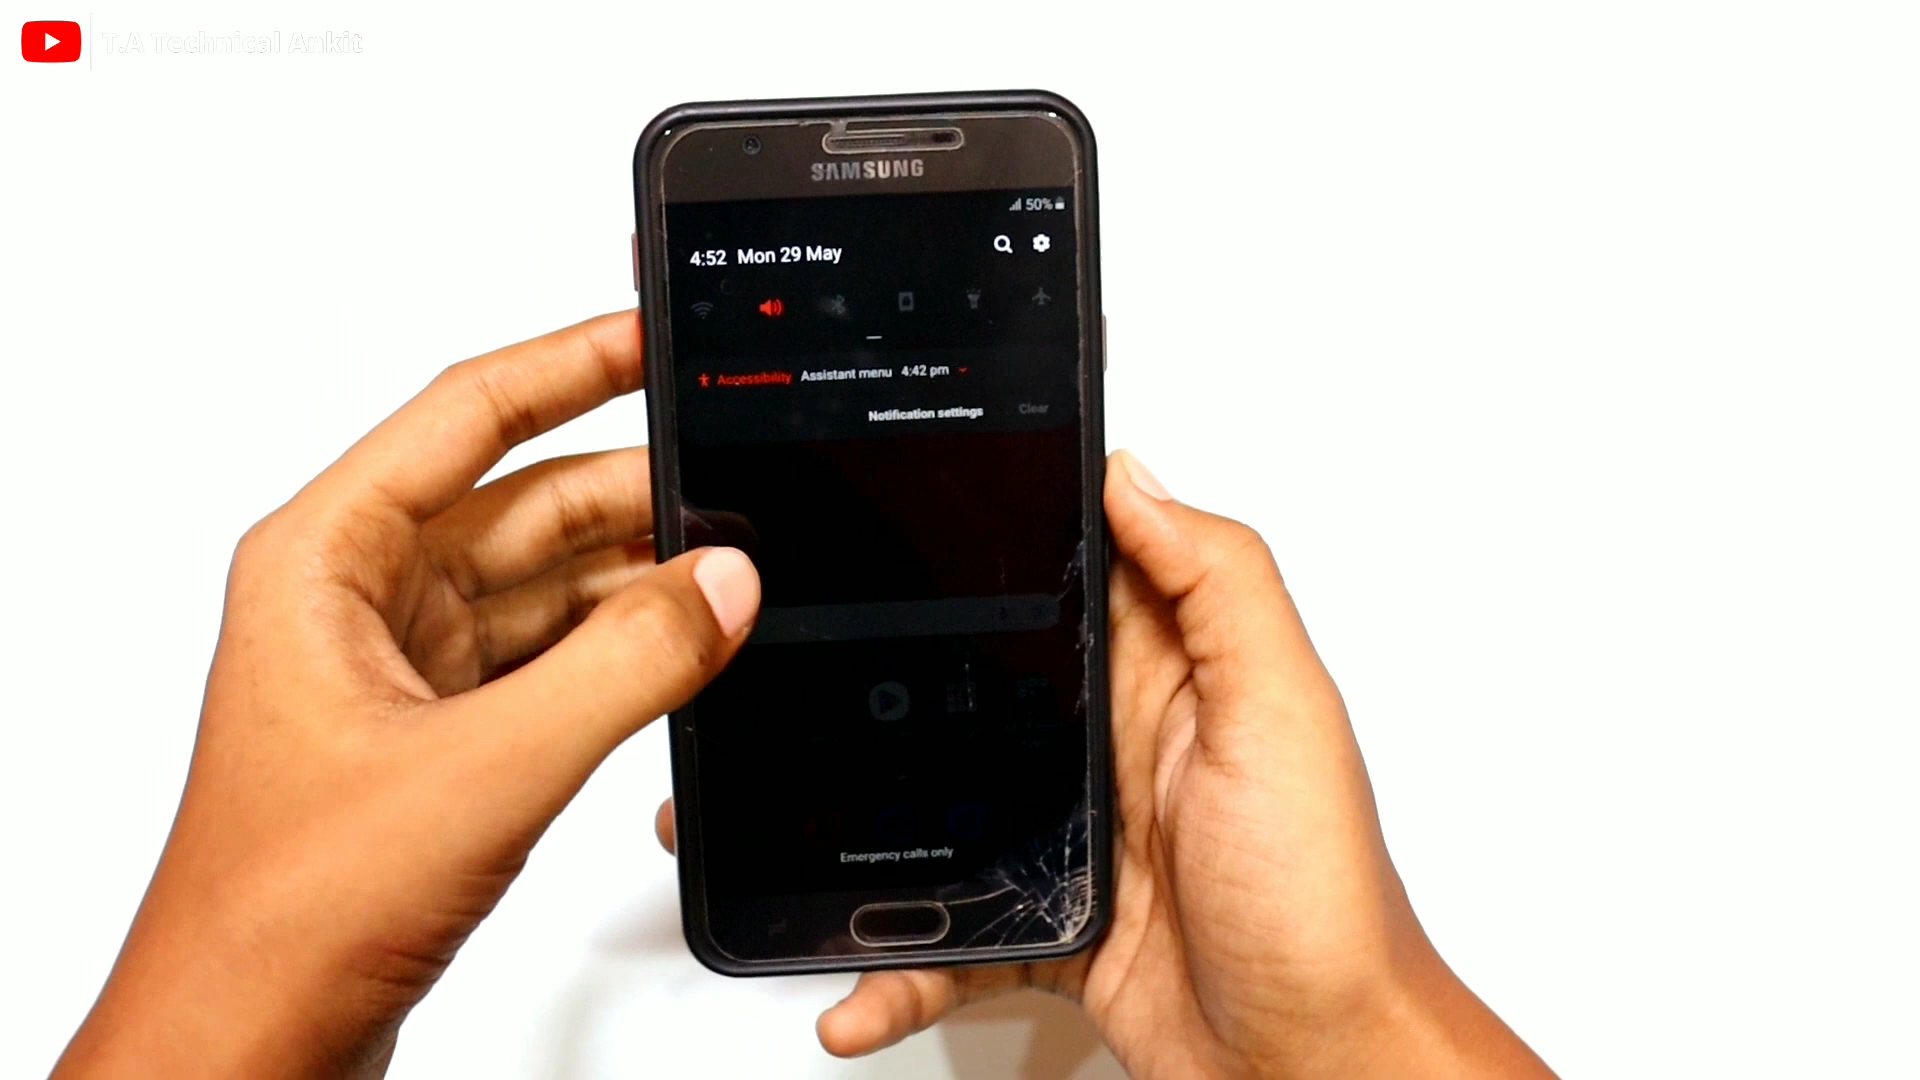 T.A Technical Ankit
SAMSUNG
50%
4:52 Mon 29 May
Accessibility Assistant menu 4:42 pm
Notification settings Clear
Emergency calls only